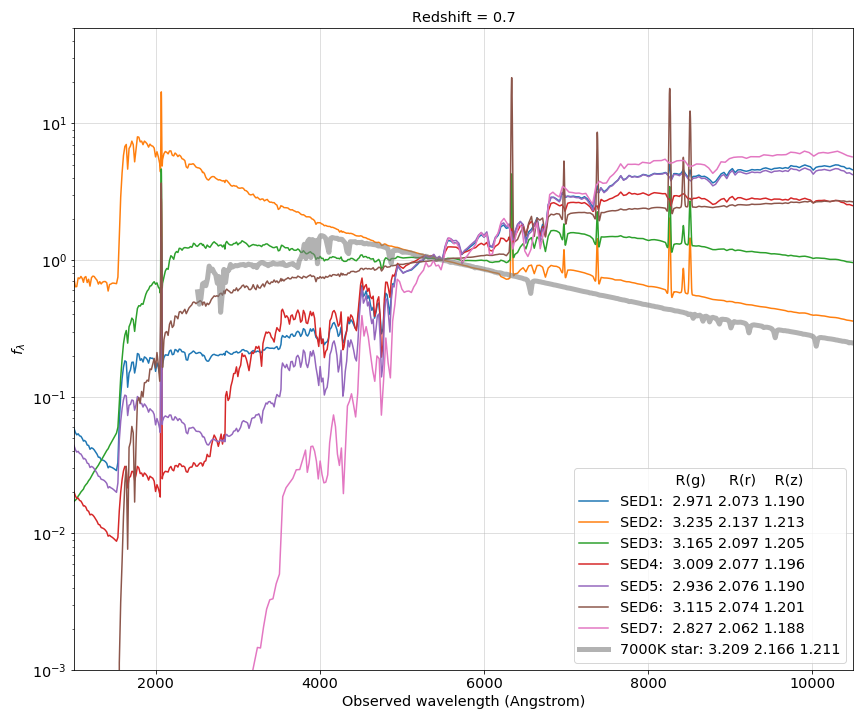 Redshift = 0.7
10¹
10⁰
10⁻¹
10⁻²
10⁻³
f_λ
2000 4000 6000 8000 10000
Observed wavelength (Angstrom)
R(g) R(r) R(z)
SED1: 2.971 2.073 1.190
SED2: 3.235 2.137 1.213
SED3: 3.165 2.097 1.205
SED4: 3.009 2.077 1.196
SED5: 2.936 2.076 1.190
SED6: 3.115 2.074 1.201
SED7: 2.827 2.062 1.188
7000K star: 3.209 2.166 1.211